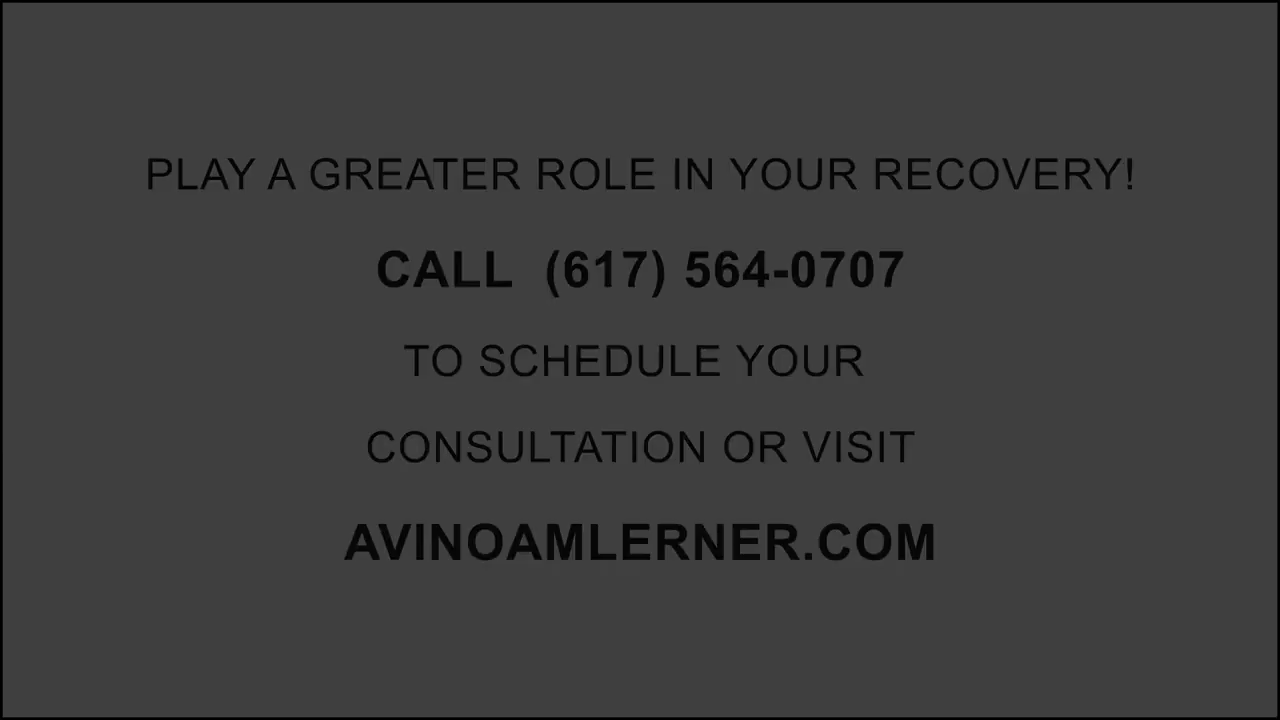 PLAY A GREATER ROLE IN YOUR RECOVERY!
CALL (617) 564-0707
TO SCHEDULE YOUR
CONSULTATION OR VISIT
AVINOAMLERNER.COM